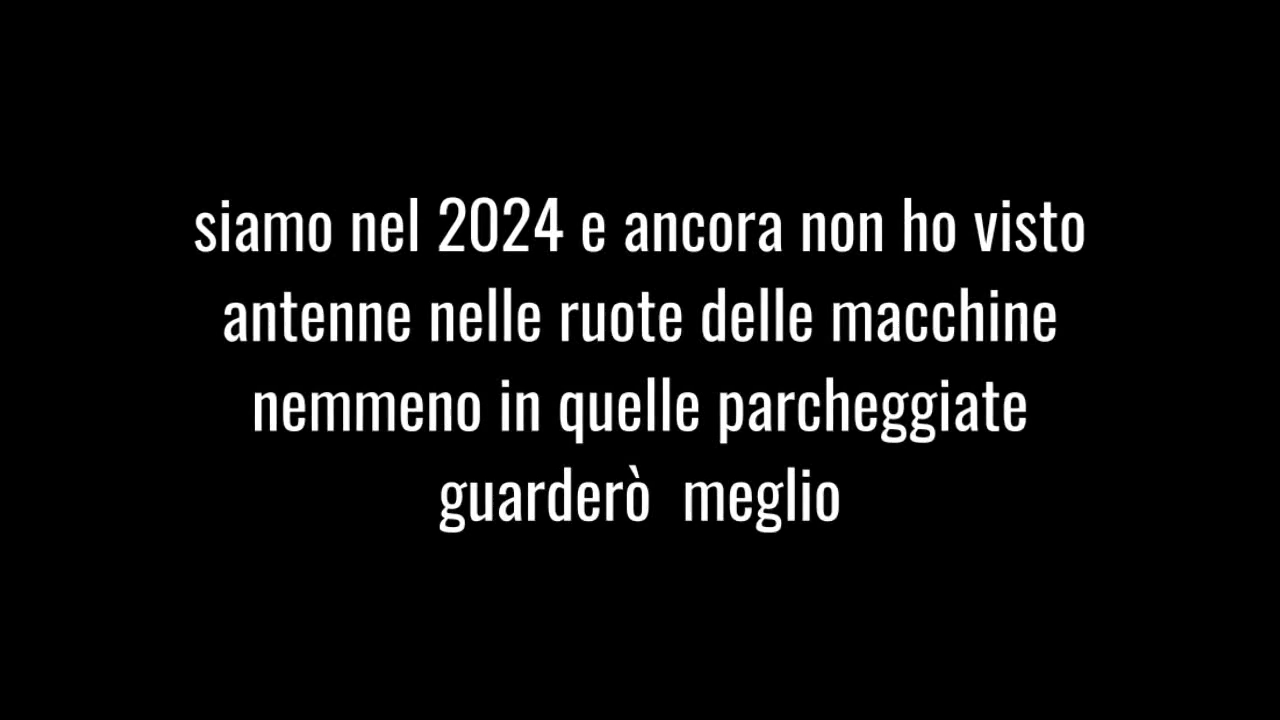 siamo nel 2024 e ancora non ho visto
antenne nelle ruote delle macchine
nemmeno in quelle parcheggiate
guarderò  meglio